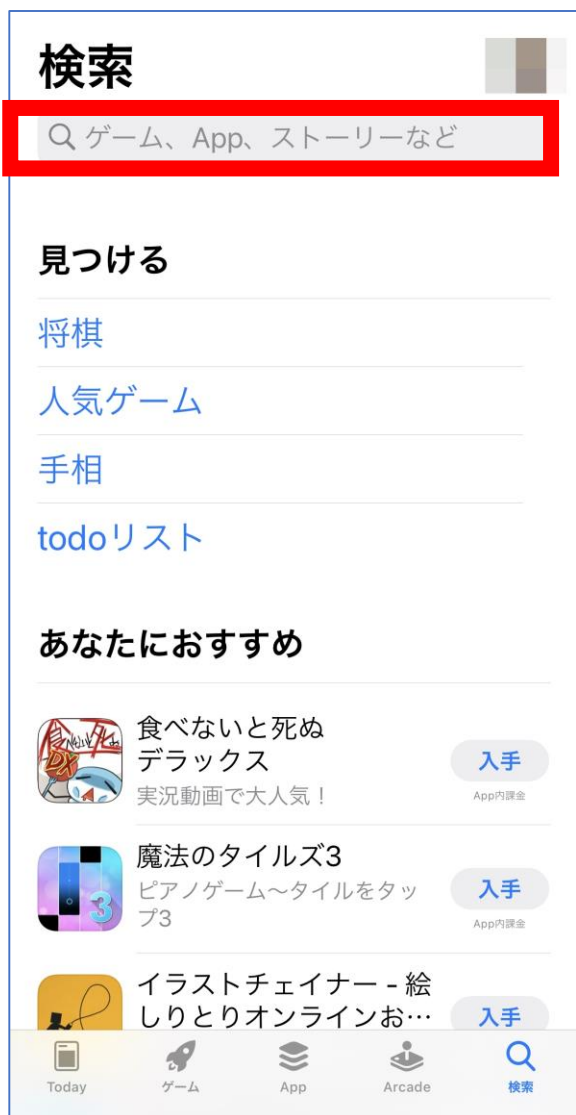 検索
ゲーム、App、ストーリーなど
見つける
将棋
人気ゲーム
手相
todoリスト
あなたにおすすめ
食べないと死ぬ
デラックス
実況動画で大人気！
入手
App内課金
魔法のタイルズ3
ピアノゲーム〜タイルをタッ
プ3
入手
App内課金
3
イラストチェイナー - 絵
しりとりオンラインお…
入手
Today
ゲーム
App
Arcade
検索